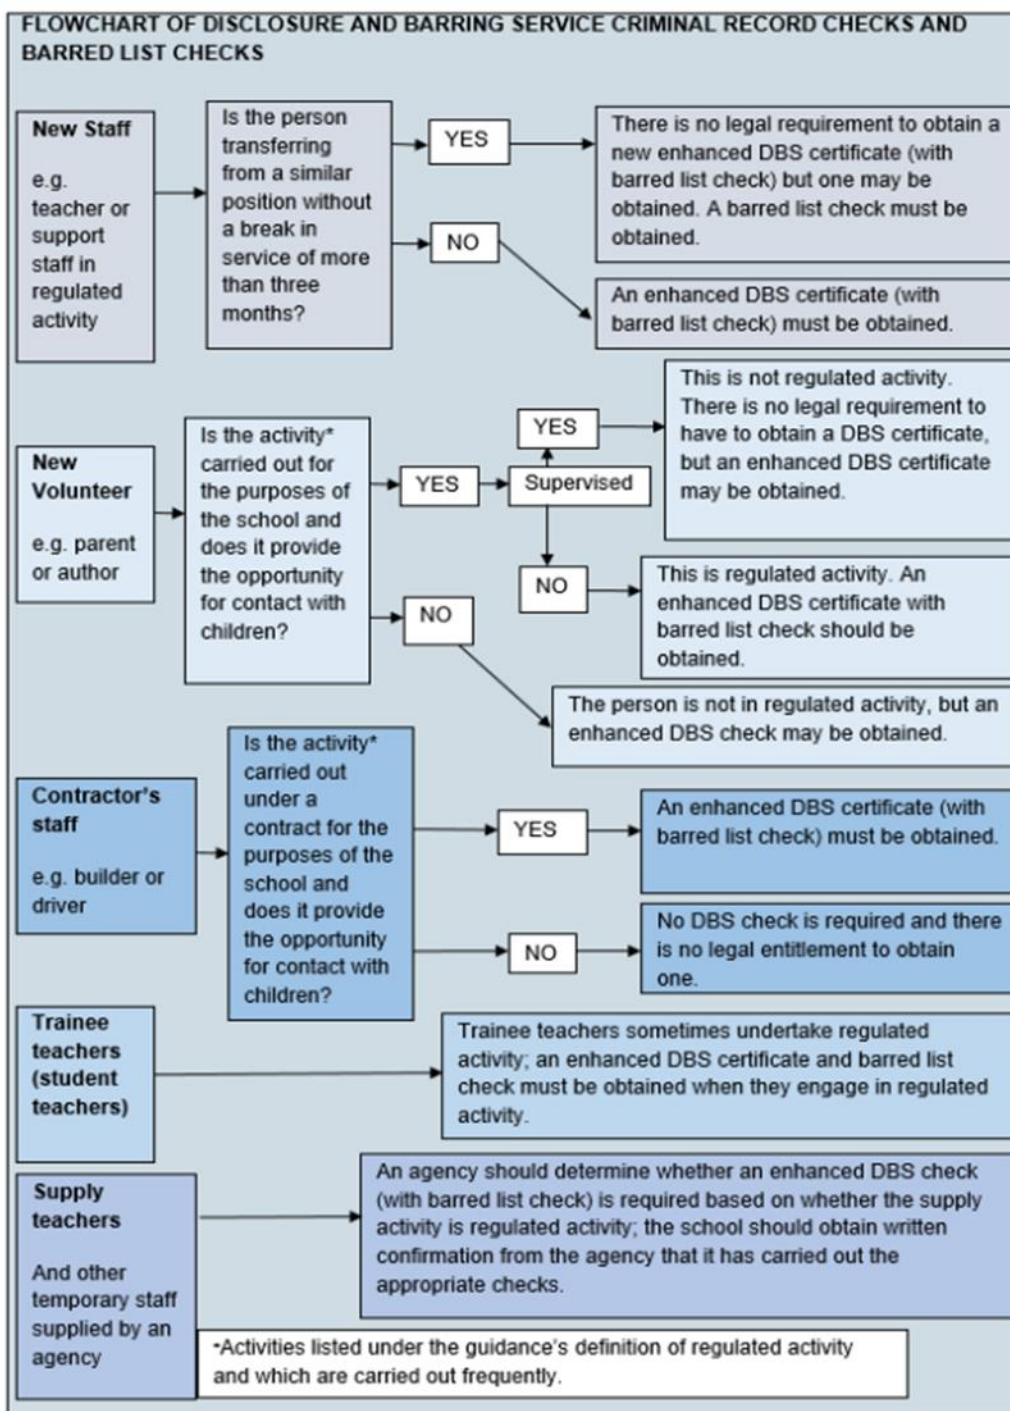 FLOWCHART OF DISCLOSURE AND BARRING SERVICE CRIMINAL RECORD CHECKS AND
BARRED LIST CHECKS
New Staff
e.g.
teacher or
support
staff in
regulated
activity
Is the person
transferring
from a similar
position without
a break in
service of more
than three
months?
YES
NO
There is no legal requirement to obtain a
new enhanced DBS certificate (with
barred list check) but one may be
obtained. A barred list check must be
obtained.
An enhanced DBS certificate (with
barred list check) must be obtained.
New
Volunteer
e.g. parent
or author
Is the activity*
carried out for
the purposes of
the school and
does it provide
the opportunity
for contact with
children?
YES
NO
Supervised
YES
NO
This is not regulated activity.
There is no legal requirement to
have to obtain a DBS certificate,
but an enhanced DBS certificate
may be obtained.
This is regulated activity. An
enhanced DBS certificate with
barred list check should be
obtained.
The person is not in regulated activity, but an
enhanced DBS check may be obtained.
Contractor's
staff
e.g. builder or
driver
Is the activity*
carried out
under a
contract for the
purposes of the
school and
does it provide
the opportunity
for contact with
children?
YES
NO
An enhanced DBS certificate (with
barred list check) must be obtained.
No DBS check is required and there
is no legal entitlement to obtain
one.
Trainee
teachers
(student
teachers)
Trainee teachers sometimes undertake regulated
activity; an enhanced DBS certificate and barred list
check must be obtained when they engage in regulated
activity.
Supply
teachers
And other
temporary staff
supplied by an
agency
An agency should determine whether an enhanced DBS check
(with barred list check) is required based on whether the supply
activity is regulated activity; the school should obtain written
confirmation from the agency that it has carried out the
appropriate checks.
*Activities listed under the guidance's definition of regulated activity
and which are carried out frequently.